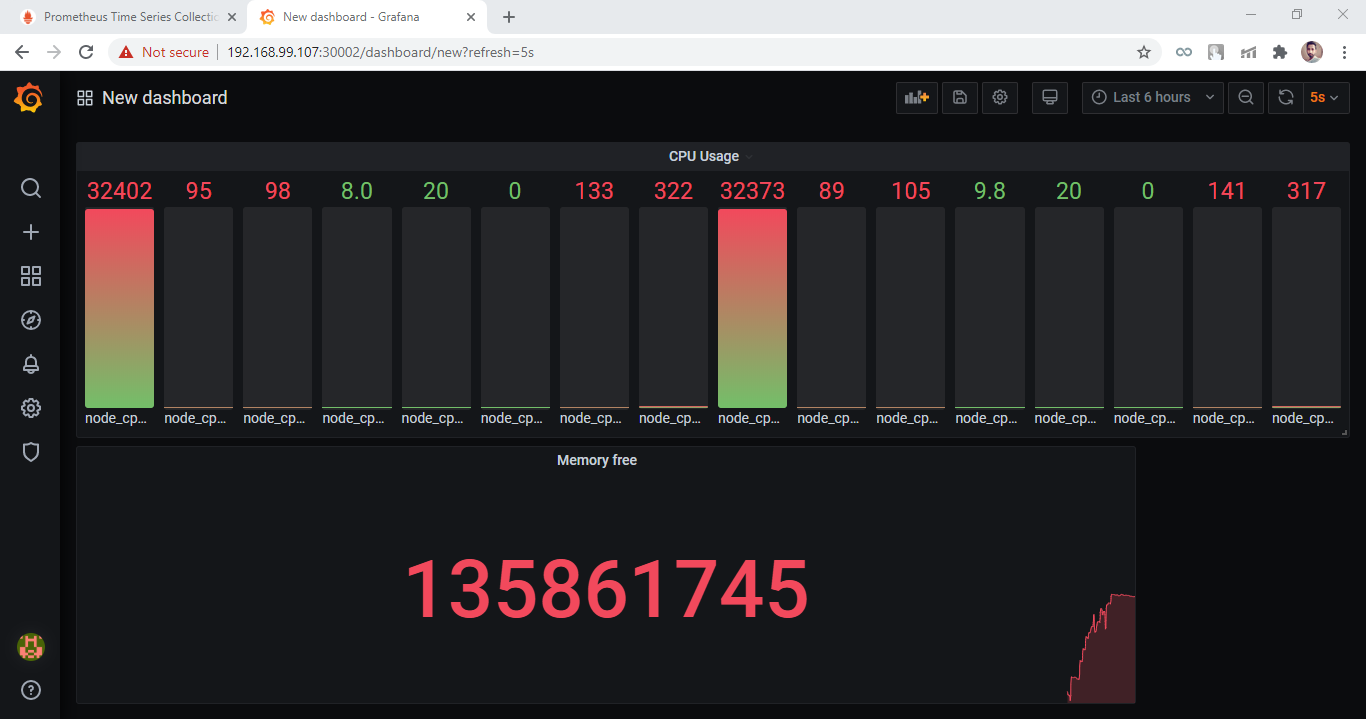 Prometheus Time Series Collectic
New dashboard - Grafana
Not secure 192.168.99.107:30002/dashboard/new?refresh=5s
New dashboard
Last 6 hours
5s
CPU Usage
32402 95 98 8.0 20 0 133 322 32373 89 105 9.8 20 0 141 317
node_cp... node_cp... node_cp... node_cp... node_cp... node_cp... node_cp... node_cp... node_cp... node_cp... node_cp... node_cp... node_cp... node_cp... node_cp... node_cp...
Memory free
135861745